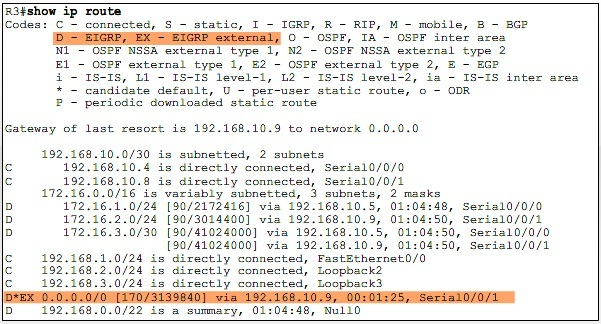 R3#show ip route
Codes: C - connected, S - static, I - IGRP, R - RIP, M - mobile, B - BGP
D - EIGRP, EX - EIGRP external, O - OSPF, IA - OSPF inter area
N1 - OSPF NSSA external type 1, N2 - OSPF NSSA external type 2
E1 - OSPF external type 1, E2 - OSPF external type 2, E - EGP
i - IS-IS, L1 - IS-IS level-1, L2 - IS-IS level-2, ia - IS-IS inter area
* - candidate default, U - per-user static route, o - ODR
P - periodic downloaded static route
Gateway of last resort is 192.168.10.9 to network 0.0.0.0
192.168.10.0/30 is subnetted, 2 subnets
C 192.168.10.4 is directly connected, Serial0/0/0
C 192.168.10.8 is directly connected, Serial0/0/1
172.16.0.0/16 is variably subnetted, 3 subnets, 2 masks
D 172.16.1.0/24 [90/2172416] via 192.168.10.5, 01:04:48, Serial0/0/0
D 172.16.2.0/24 [90/3014400] via 192.168.10.9, 01:04:50, Serial0/0/1
D 172.16.3.0/30 [90/41024000] via 192.168.10.5, 01:04:50, Serial0/0/0
[90/41024000] via 192.168.10.9, 01:04:50, Serial0/0/1
C 192.168.1.0/24 is directly connected, FastEthernet0/0
C 192.168.2.0/24 is directly connected, Loopback2
C 192.168.3.0/24 is directly connected, Loopback3
D*EX 0.0.0.0/0 [170/3139840] via 192.168.10.9, 00:01:25, Serial0/0/1
D 192.168.0.0/22 is a summary, 01:04:48, Null0